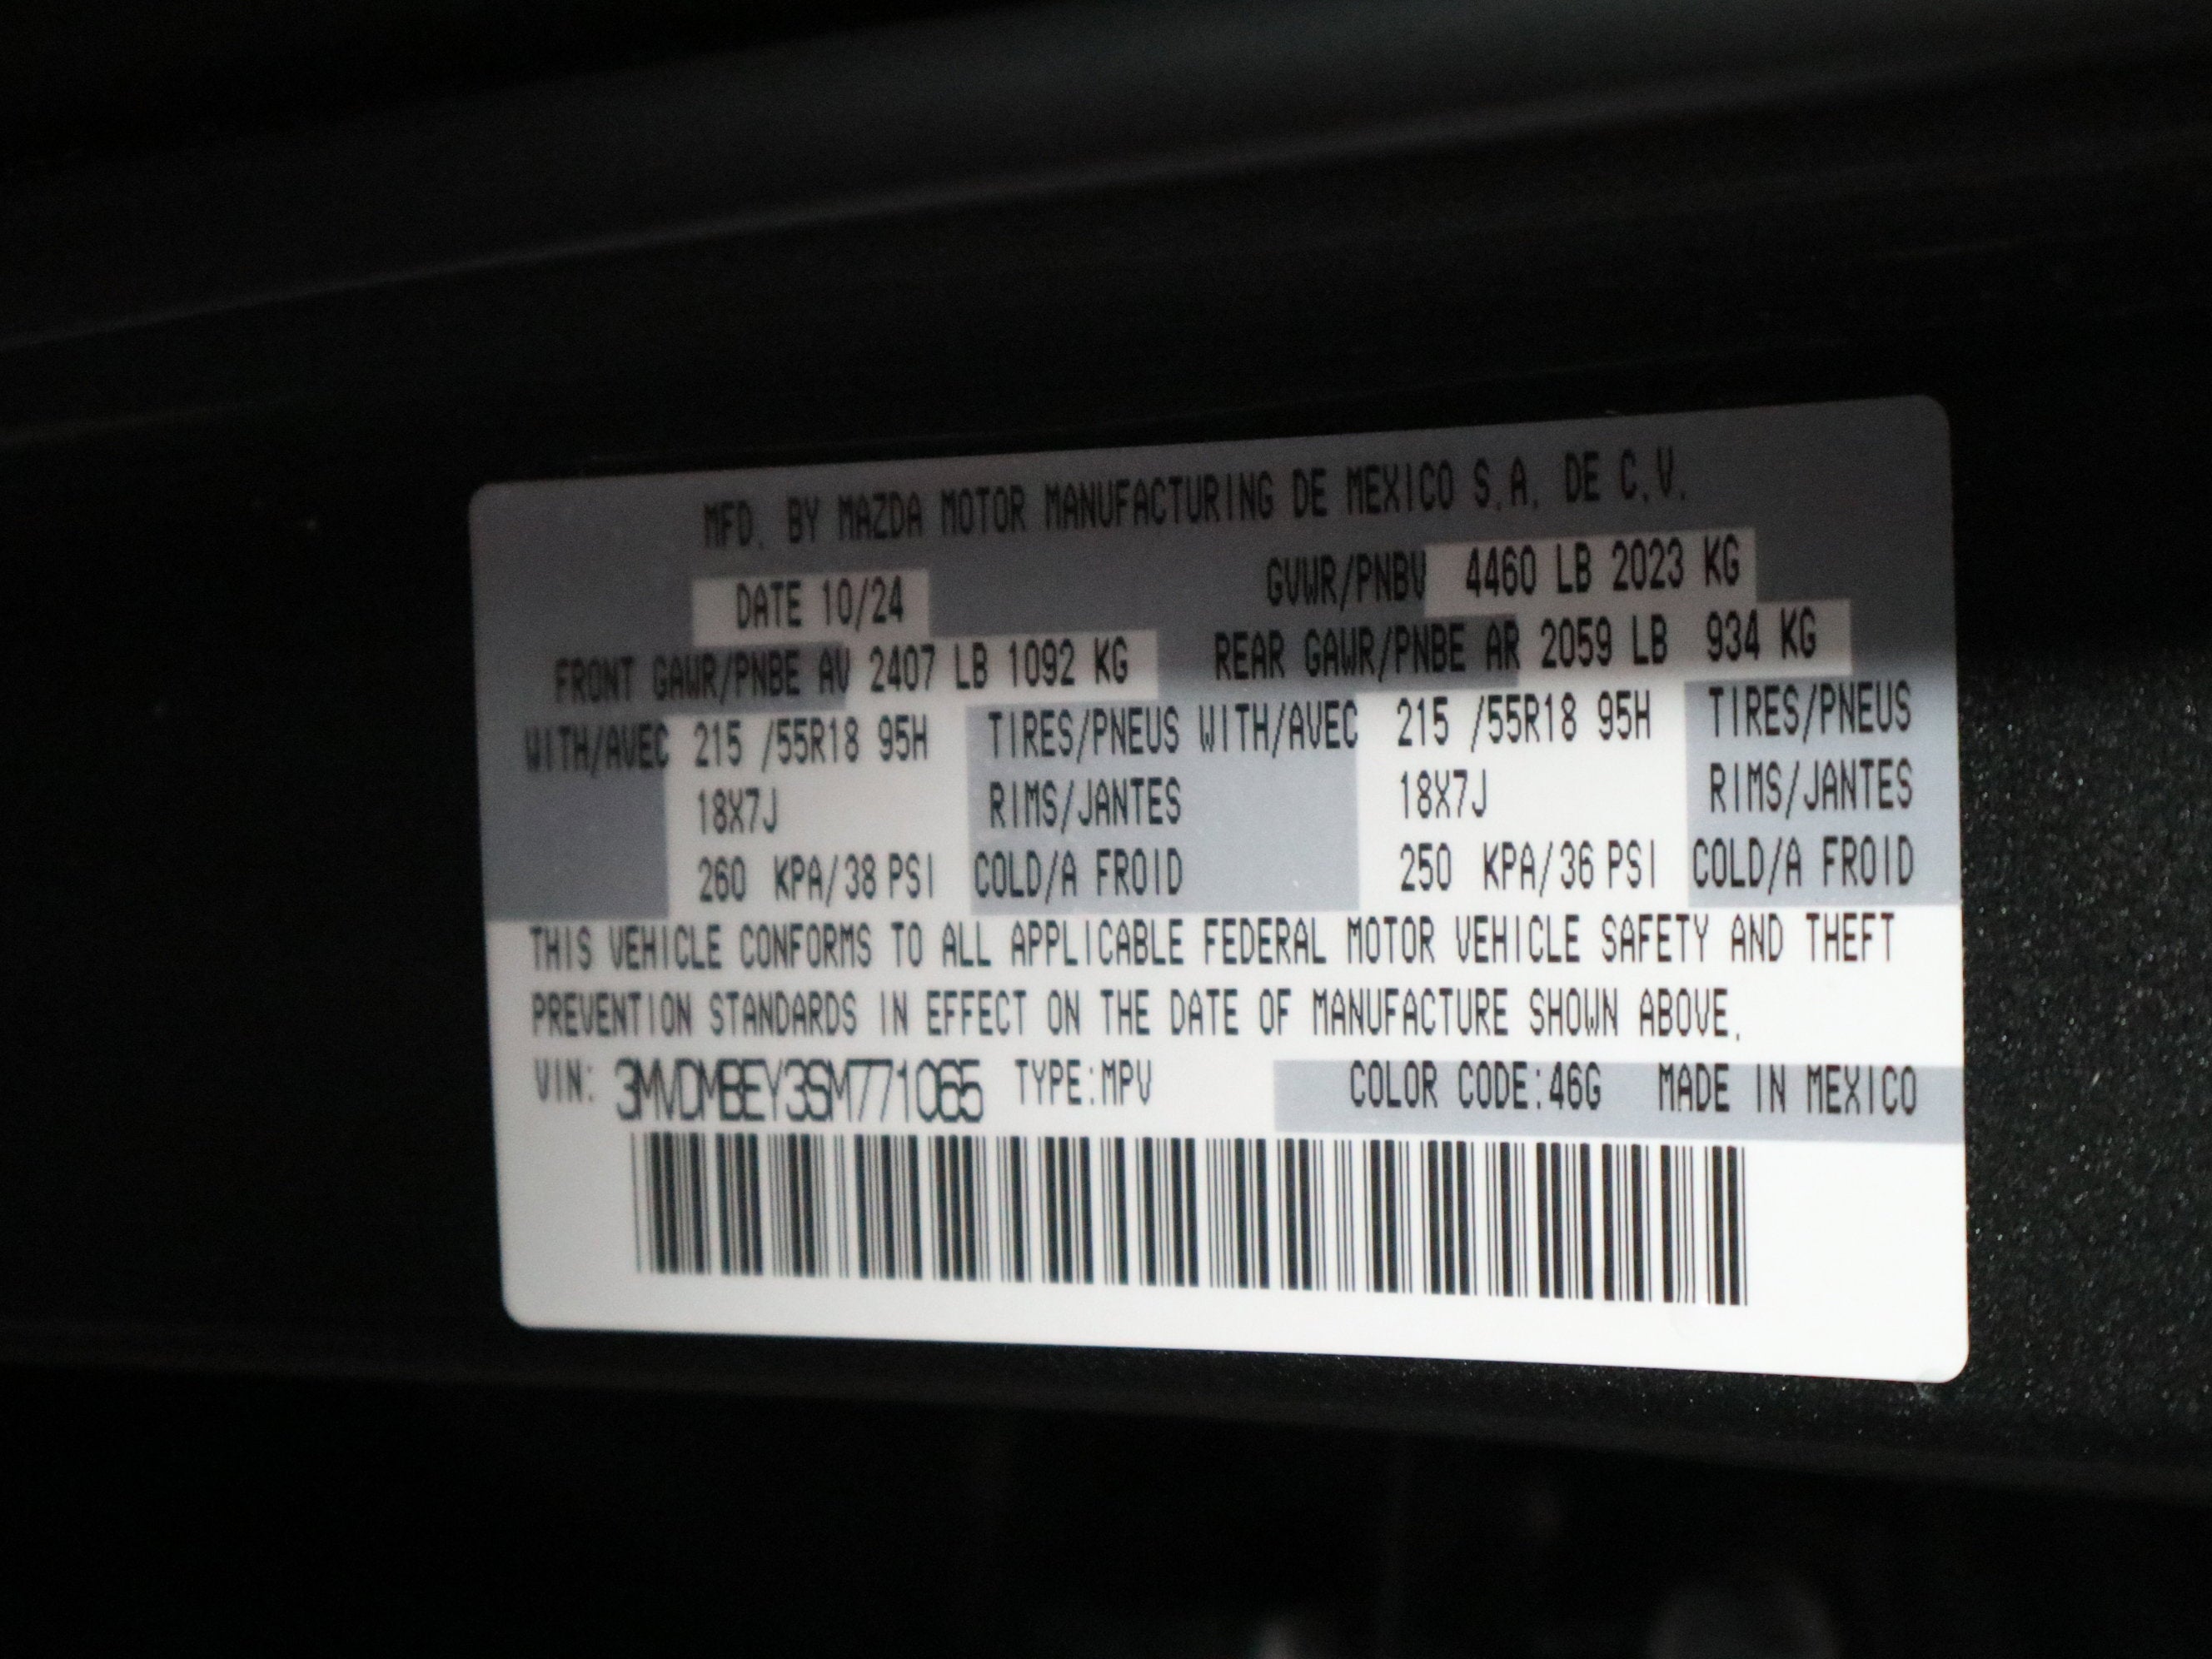 MFD. BY MAZDA MOTOR MANUFACTURING DE MEXICO S.A. DE C.V.
DATE 10/24 GVWR/PNBV 4460 LB 2023 KG
FRONT GAWR/PNBE AV 2407 LB 1092 KG REAR GAWR/PNBE AR 2059 LB 934 KG
WITH/AVEC 215 /55R18 95H TIRES/PNEUS WITH/AVEC 215 /55R18 95H TIRES/PNEUS
18X7J RIMS/JANTES 18X7J RIMS/JANTES
260 KPA/38 PSI COLD/A FROID 250 KPA/36 PSI COLD/A FROID
THIS VEHICLE CONFORMS TO ALL APPLICABLE FEDERAL MOTOR VEHICLE SAFETY AND THEFT
PREVENTION STANDARDS IN EFFECT ON THE DATE OF MANUFACTURE SHOWN ABOVE.
VIN: 3MVDMBEY3SM771065 TYPE:MPV COLOR CODE:46G MADE IN MEXICO